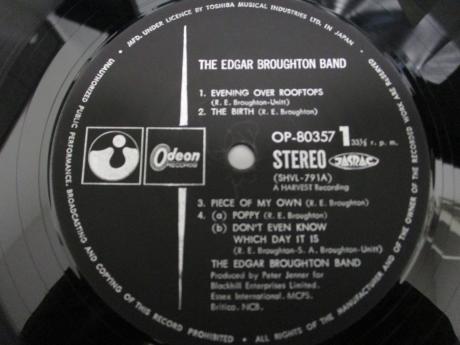 MFD. UNDER LICENCE BY TOSHIBA MUSICAL INDUSTRIES LTD. IN JAPAN •
THE EDGAR BROUGHTON BAND
1. EVENING OVER ROOFTOPS
(R. E. Broughton-Unitt)
2. THE BIRTH (R. E. Broughton)
Odeon
RECORDS
OP-80357 1 33⅓ r. p. m.
STEREO JASRAC
(SHVL-791A)
A HARVEST Recording
3. PIECE OF MY OWN (R. E. Broughton)
4. (a) POPPY (R. E. Broughton)
(b) DON'T EVEN KNOW
WHICH DAY IT IS
(R. E. Broughton-S. A. Broughton-Unitt)
THE EDGAR BROUGHTON BAND
Produced by Peter Jenner for
Blackhill Enterprises Limited.
Essex International. MCPS.
Britico. NCB.
ALL RIGHTS OF THE MANUFACTURER AND OF THE OWNER OF THE RECORDED WORK ARE RESERVED
UNAUTHORIZED PUBLIC PERFORMANCE, BROADCASTING AND COPYING OF THIS RECORD PROHIBITED •